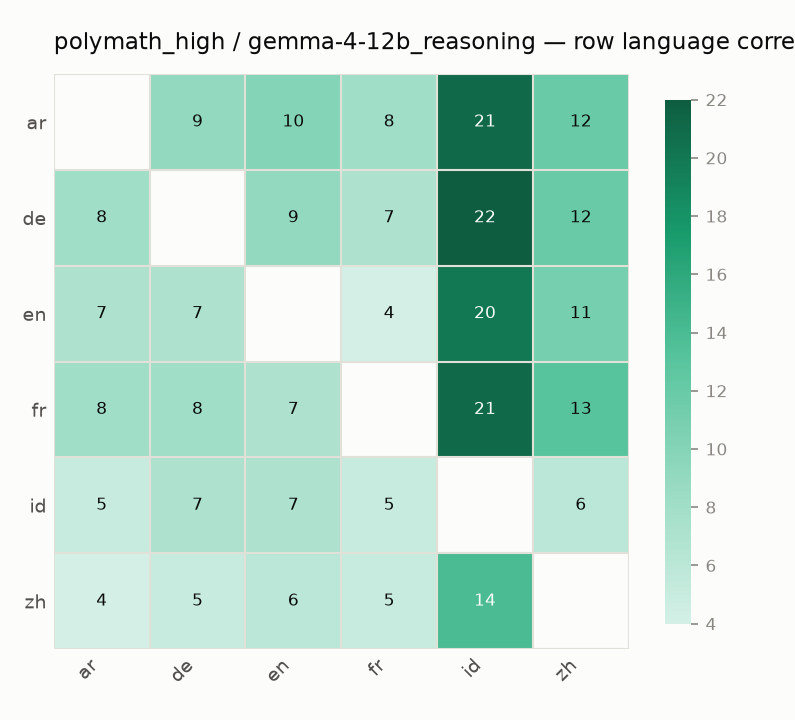 polymath_high / gemma-4-12b_reasoning — row language corre
ar 9 10 8 21 12
de 8 9 7 22 12
en 7 7 4 20 11
fr 8 8 7 21 13
id 5 7 7 5 6
zh 4 5 6 5 14
ar de en fr id zh
22
20
18
16
14
12
10
8
6
4